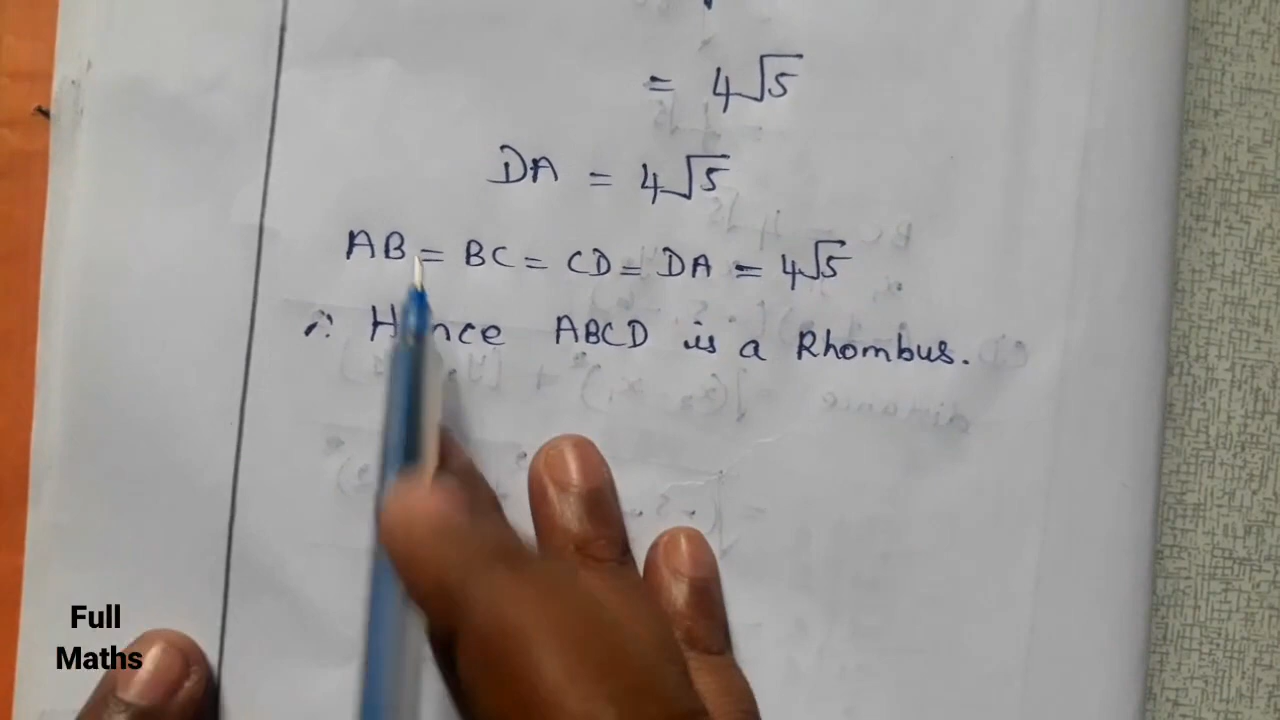 = 4√5
DA = 4√5
AB = BC = CD = DA = 4√5
∴ Hence ABCD is a Rhombus.
Full
Maths